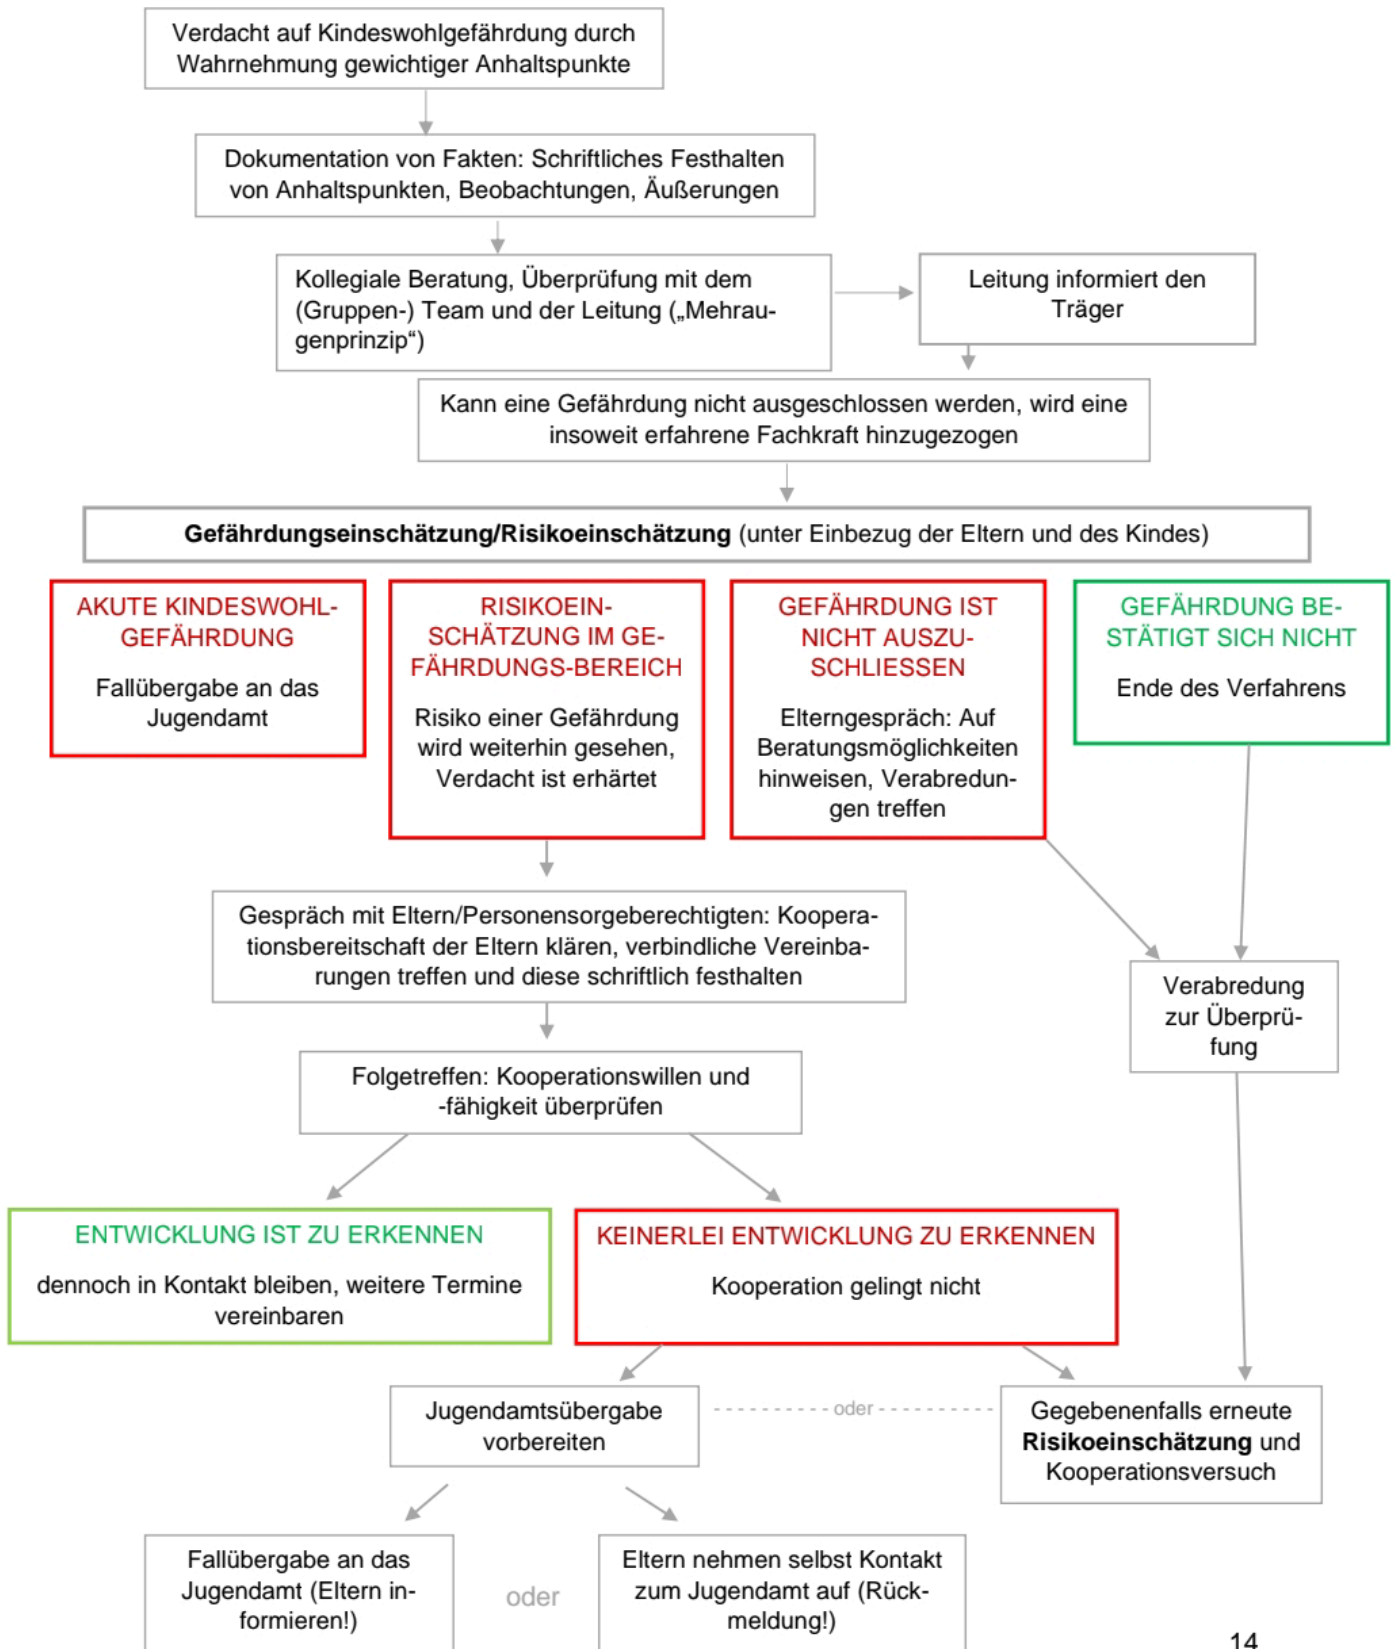 Verdacht auf Kindeswohlgefährdung durch
Wahrnehmung gewichtiger Anhaltspunkte
Dokumentation von Fakten: Schriftliches Festhalten
von Anhaltspunkten, Beobachtungen, Äußerungen
Kollegiale Beratung, Überprüfung mit dem
(Gruppen-) Team und der Leitung („Mehrau-
genprinzip“)
Leitung informiert den
Träger
Kann eine Gefährdung nicht ausgeschlossen werden, wird eine
insoweit erfahrene Fachkraft hinzugezogen
Gefährdungseinschätzung/Risikoeinschätzung (unter Einbezug der Eltern und des Kindes)
AKUTE KINDESWOHL-
GEFÄHRDUNG
Fallübergabe an das
Jugendamt
RISIKOEIN-
SCHÄTZUNG IM GE-
FÄHRDUNGS-BEREICH
Risiko einer Gefährdung
wird weiterhin gesehen,
Verdacht ist erhärtet
GEFÄHRDUNG IST
NICHT AUSZU-
SCHLIESSEN
Elterngespräch: Auf
Beratungsmöglichkeiten
hinweisen, Verabredun-
gen treffen
GEFÄHRDUNG BE-
STÄTIGT SICH NICHT
Ende des Verfahrens
Gespräch mit Eltern/Personensorgeberechtigten: Koopera-
tionsbereitschaft der Eltern klären, verbindliche Vereinba-
rungen treffen und diese schriftlich festhalten
Verabredung
zur Überprü-
fung
Folgetreffen: Kooperationswillen und
-fähigkeit überprüfen
ENTWICKLUNG IST ZU ERKENNEN
dennoch in Kontakt bleiben, weitere Termine
vereinbaren
KEINERLEI ENTWICKLUNG ZU ERKENNEN
Kooperation gelingt nicht
Jugendamtsübergabe
vorbereiten
oder
Gegebenenfalls erneute
Risikoeinschätzung und
Kooperationsversuch
Fallübergabe an das
Jugendamt (Eltern in-
formieren!)
oder
Eltern nehmen selbst Kontakt
zum Jugendamt auf (Rück-
meldung!)
14